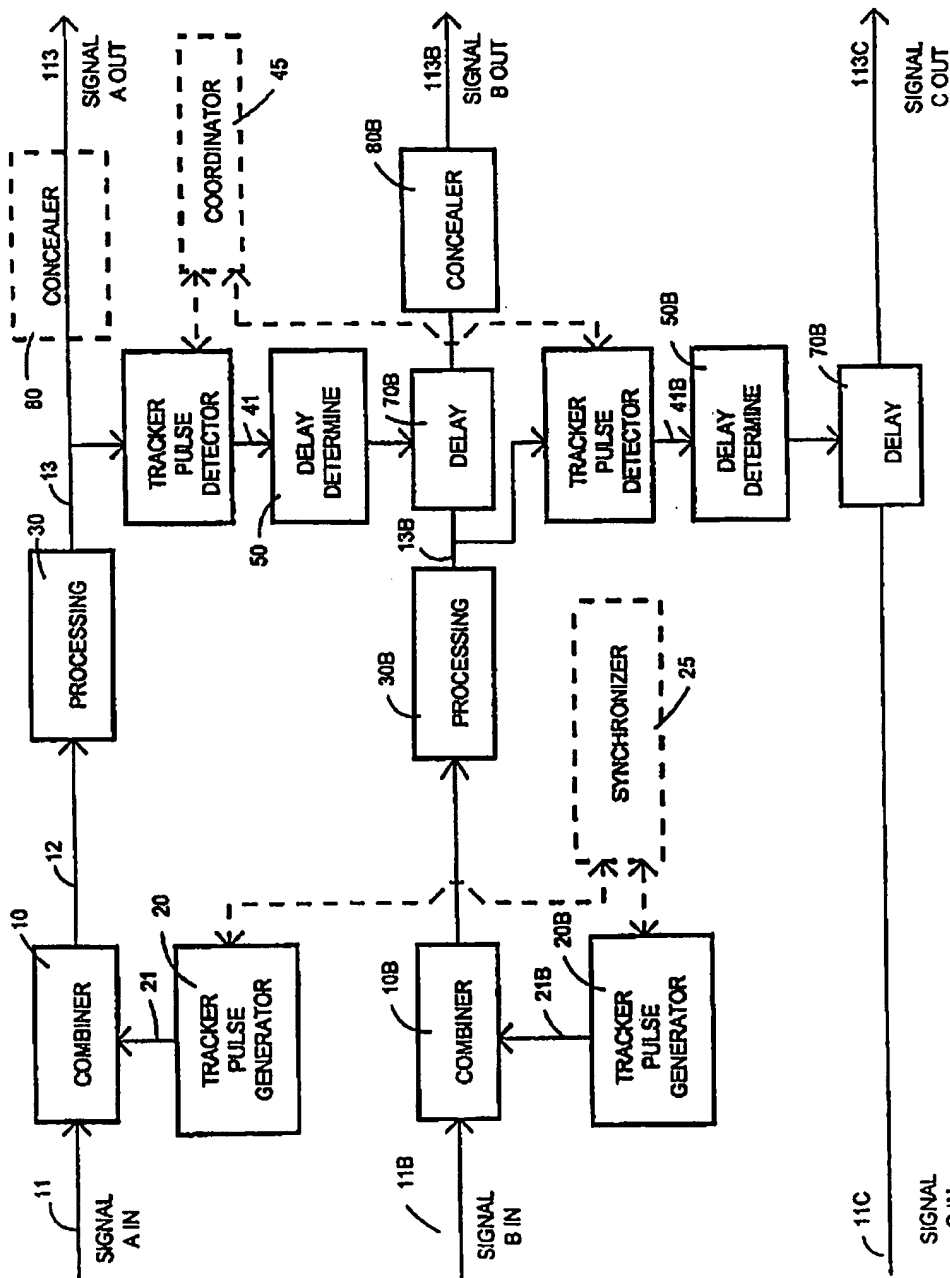 11
SIGNAL
A IN
10
COMBINER
12
30
PROCESSING
13
80
CONCEALER
113
SIGNAL
A OUT
21
20
TRACKER
PULSE
GENERATOR
TRACKER
PULSE
DETECTOR
41
COORDINATOR
45
50
DELAY
DETERMINE
11B
SIGNAL
B IN
COMBINER
10B
30B
PROCESSING
13B
70B
DELAY
80B
CONCEALER
113B
SIGNAL
B OUT
21B
20B
TRACKER
PULSE
GENERATOR
SYNCHRONIZER
25
TRACKER
PULSE
DETECTOR
41B
50B
DELAY
DETERMINE
11C
SIGNAL
C IN
70B
DELAY
113C
SIGNAL
C OUT